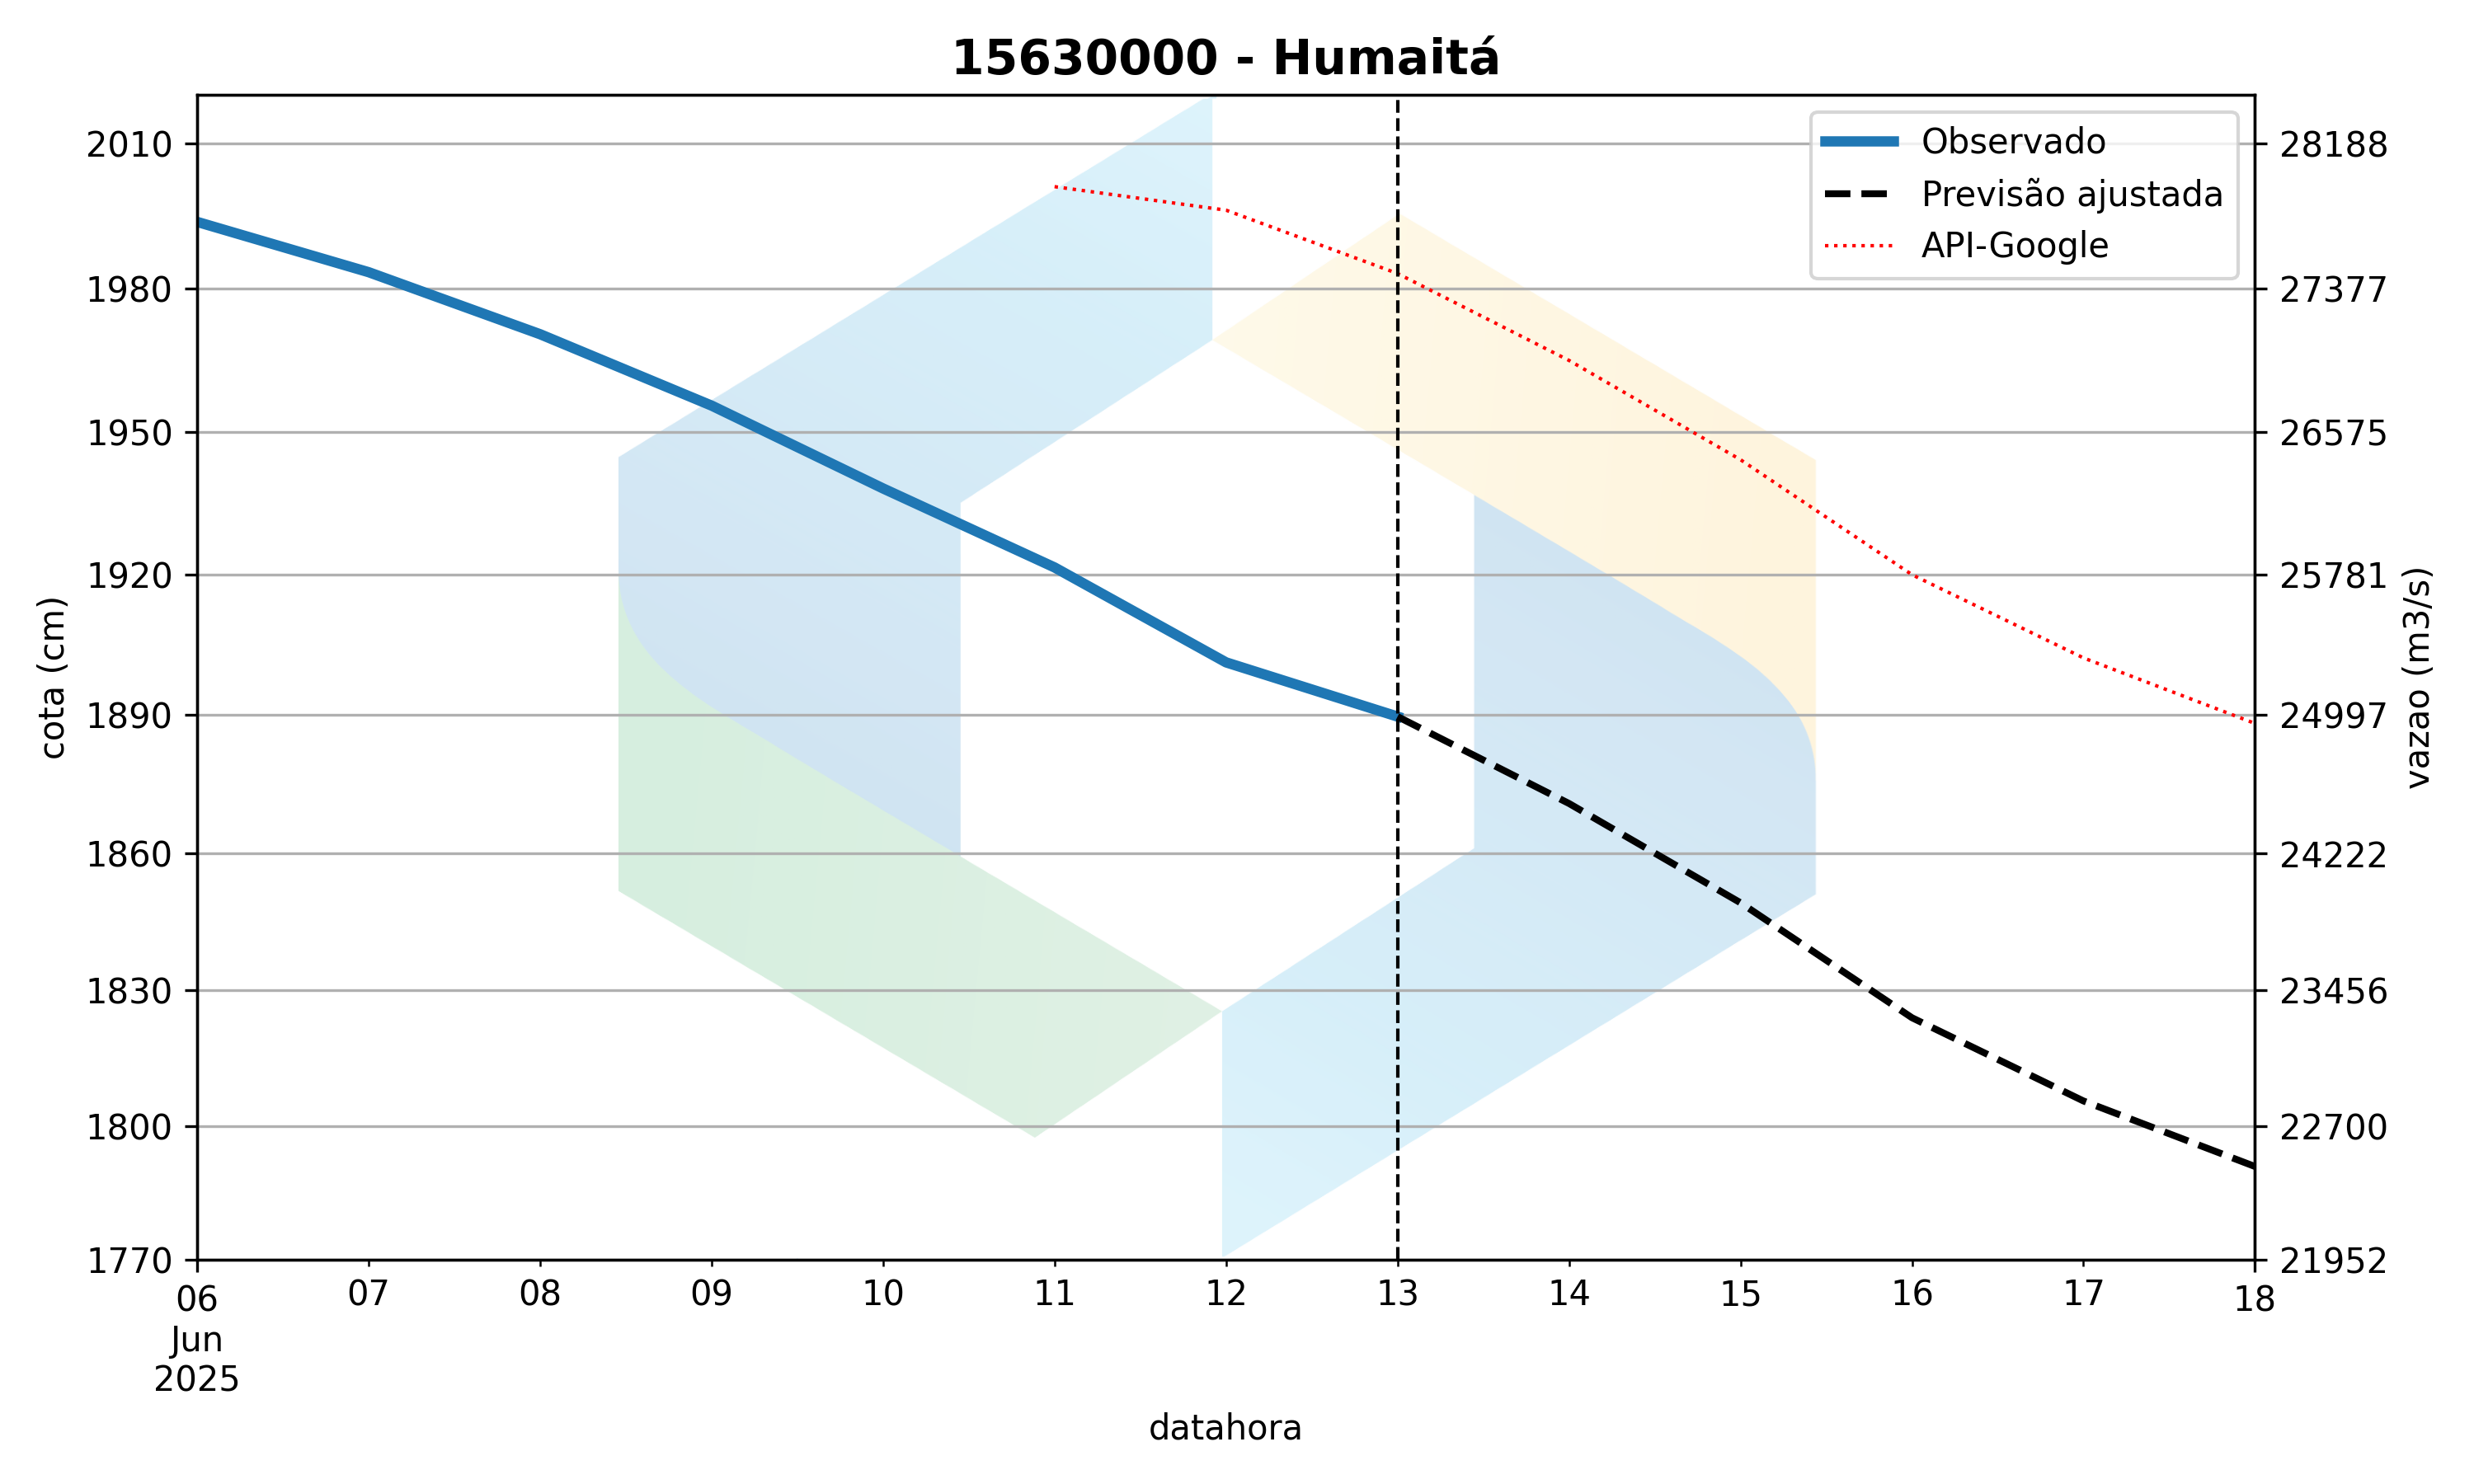 15630000 - Humaitá
Observado
Previsão ajustada
API-Google
2010
1980
1950
1920
1890
1860
1830
1800
1770
cota (cm)
28188
27377
26575
25781
24997
24222
23456
22700
21952
vazao (m3/s)
06 07 08 09 10 11 12 13 14 15 16 17 18
Jun
2025
datahora